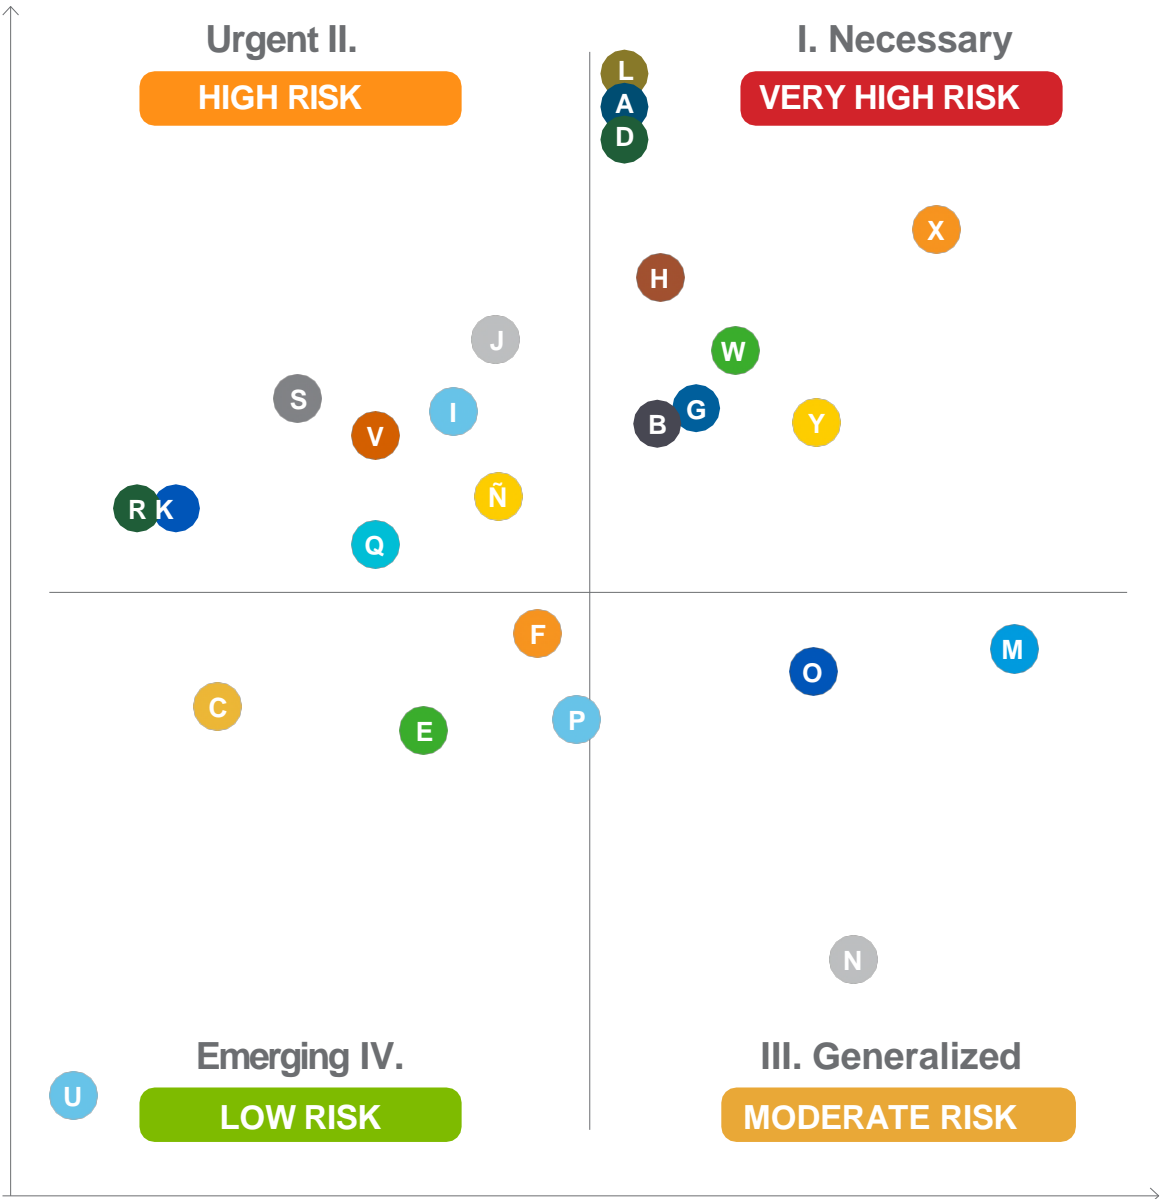 Urgent II.
I. Necessary
HIGH RISK
VERY HIGH RISK
L
A
D
X
H
J
W
S
I
V
G
B
Y
Ñ
R K
Q
F
M
O
C
P
E
N
Emerging IV.
III. Generalized
U
LOW RISK
MODERATE RISK